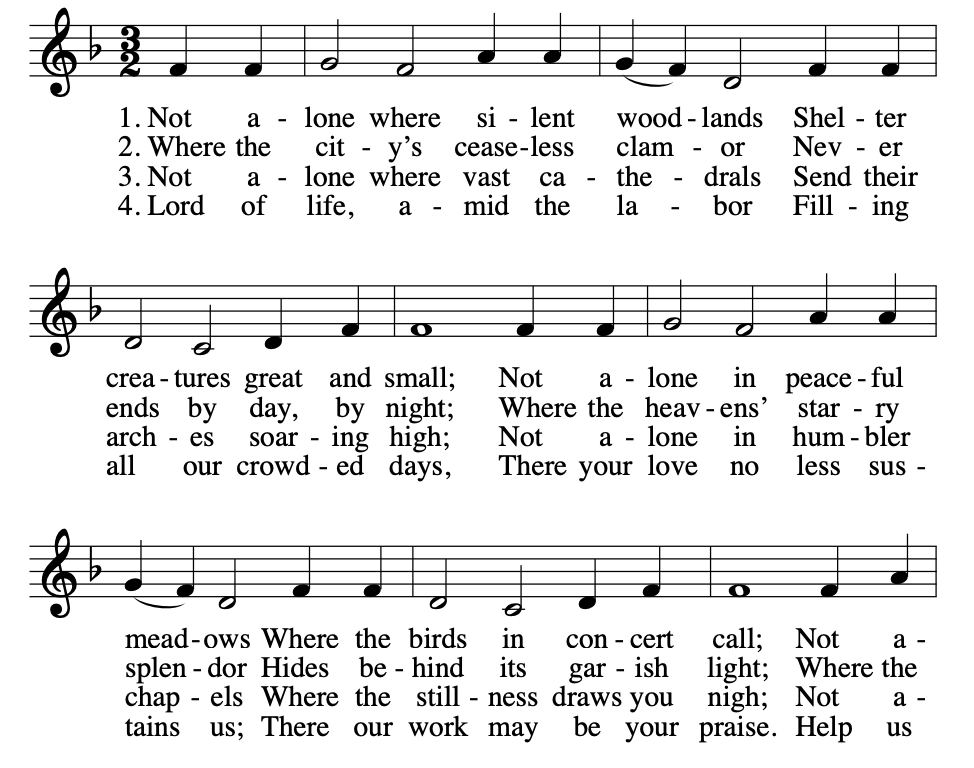 3
2
1. Not a - lone where si - lent wood - lands Shel - ter
2. Where the cit - y’s cease - less clam - or Nev - er
3. Not a - lone where vast ca - the - drals Send their
4. Lord of life, a - mid the la - bor Fill - ing
crea - tures great and small; Not a - lone in peace - ful
ends by day, by night; Where the heav - ens’ star - ry
arch - es soar - ing high; Not a - lone in hum - bler
all our crowd - ed days, There your love no less sus -
mead - ows Where the birds in con - cert call; Not a -
splen - dor Hides be - hind its gar - ish light; Where the
chap - els Where the still - ness draws you nigh; Not a -
tains us; There our work may be your praise. Help us